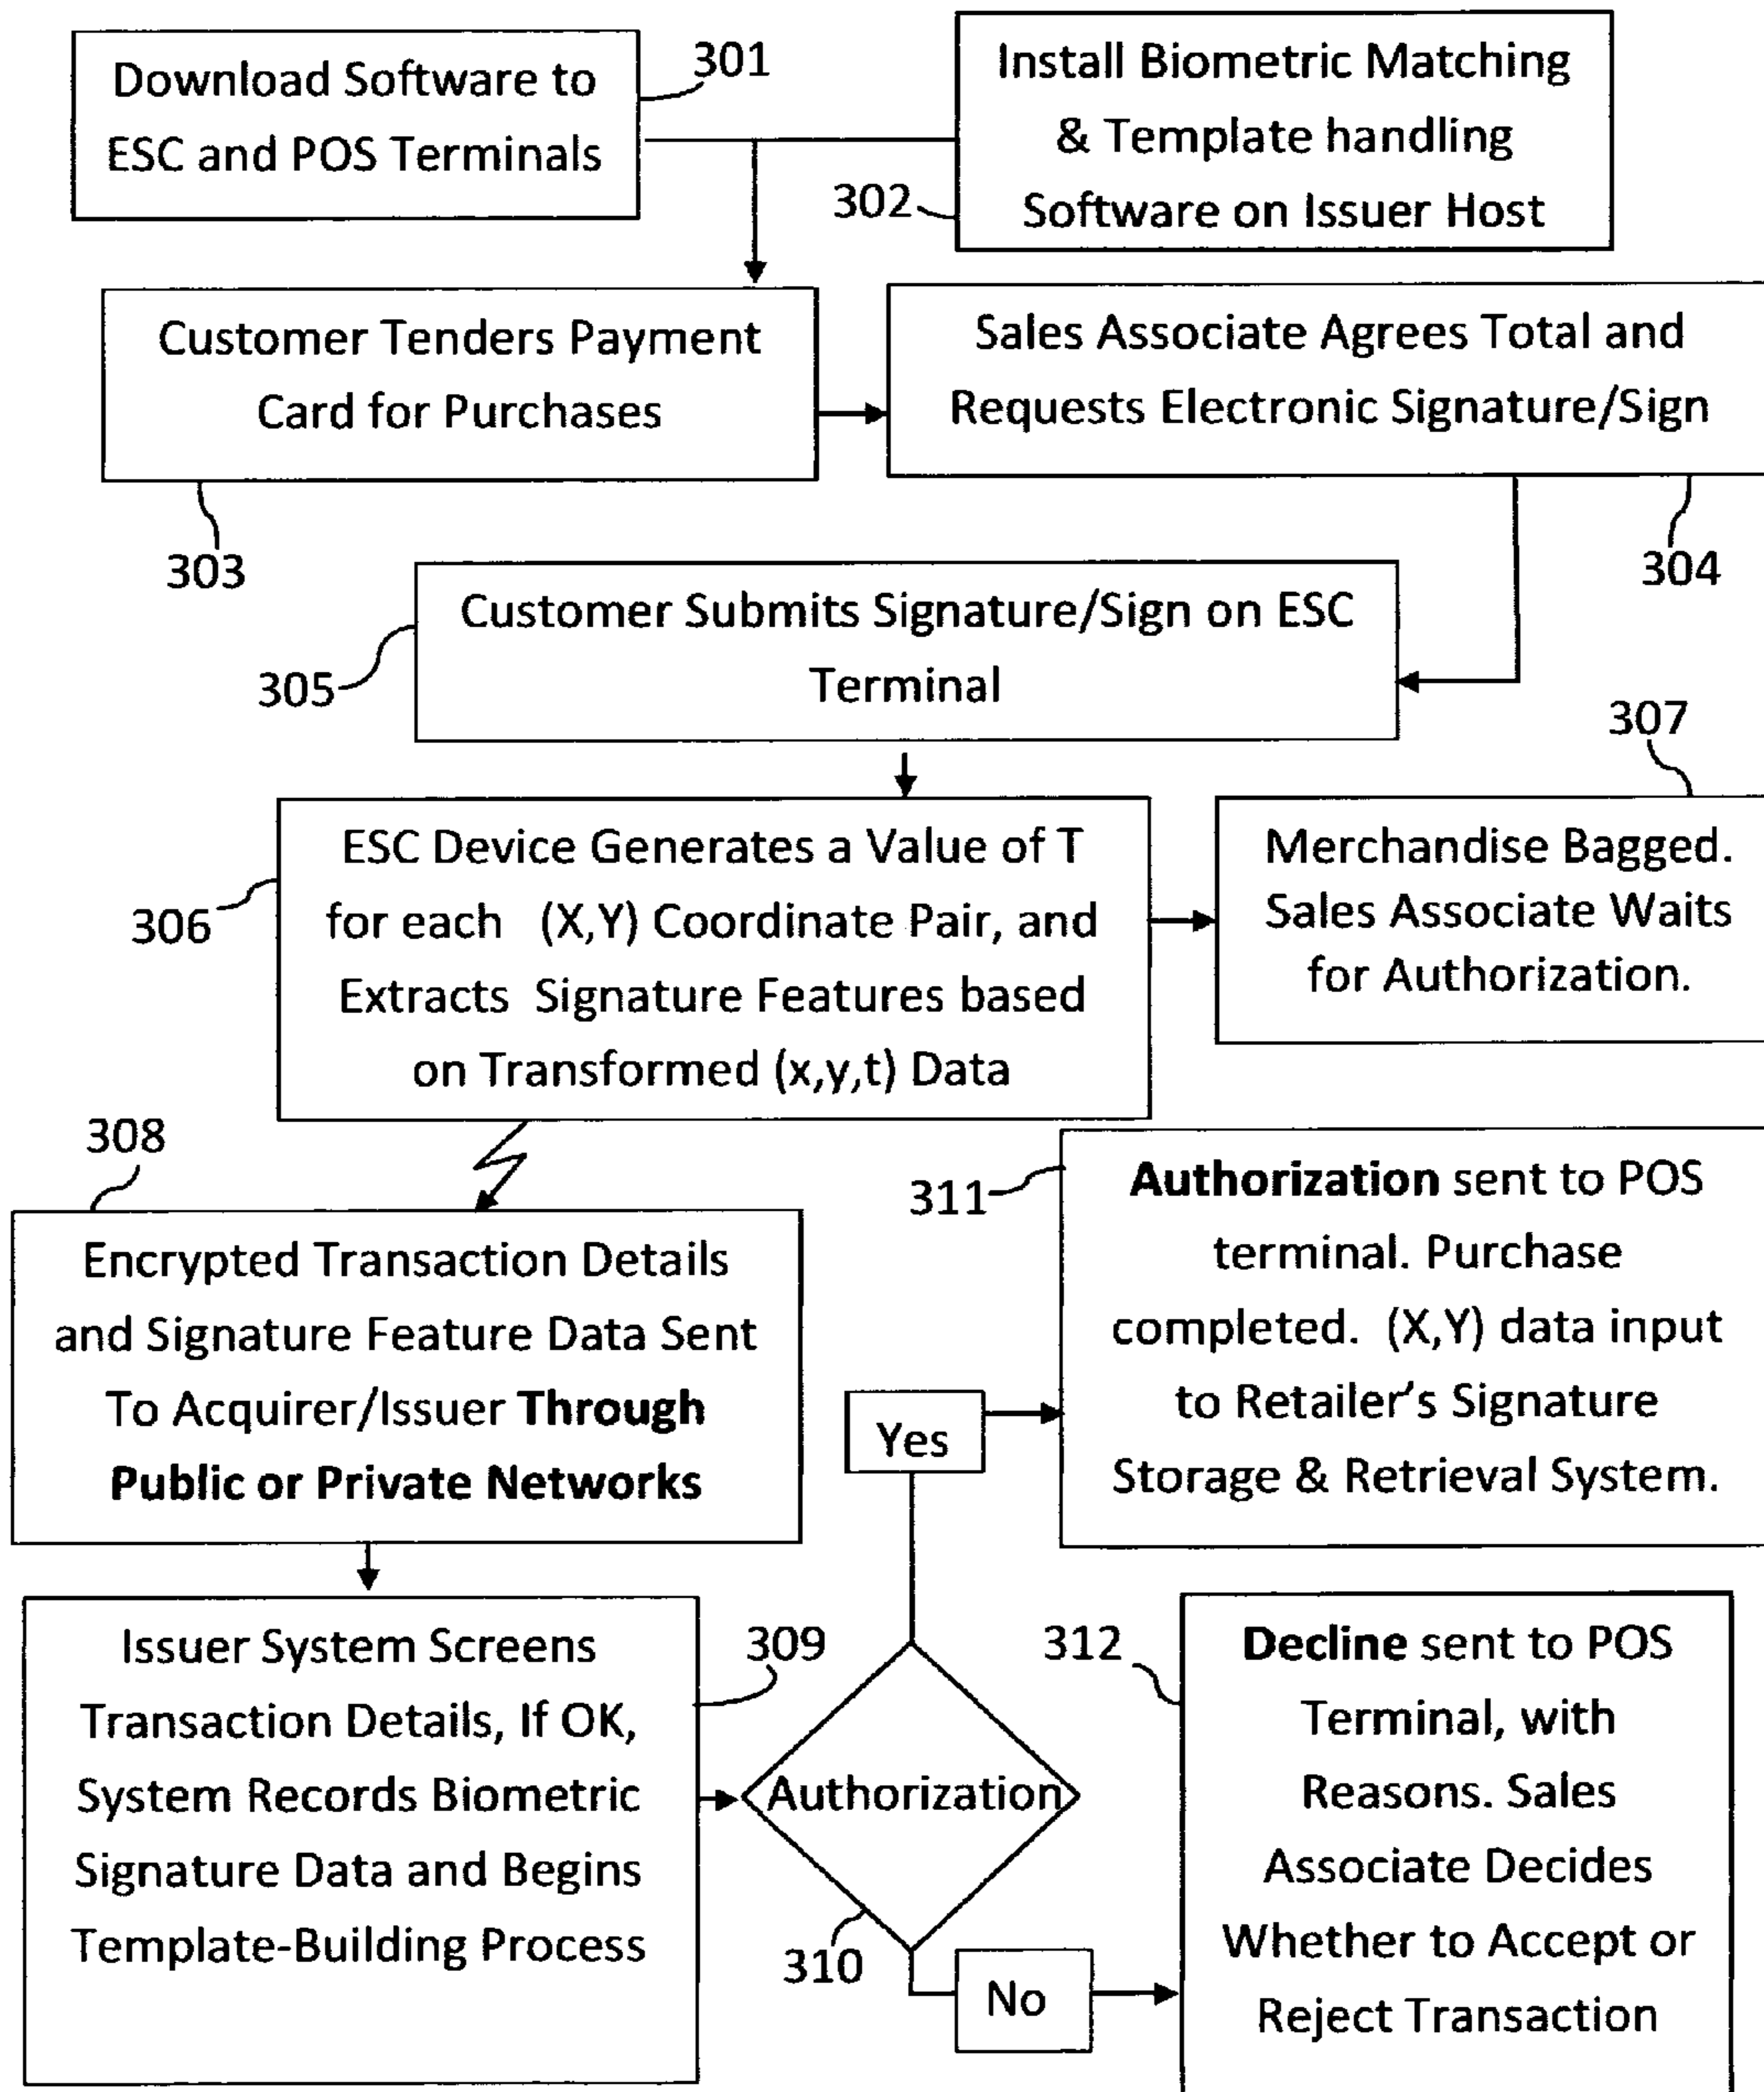 Download Software to
ESC and POS Terminals
301
Install Biometric Matching
& Template handling
Software on Issuer Host
302
Customer Tenders Payment
Card for Purchases
303
Sales Associate Agrees Total and
Requests Electronic Signature/Sign
304
Customer Submits Signature/Sign on ESC
Terminal
305
ESC Device Generates a Value of T
for each (X,Y) Coordinate Pair, and
Extracts Signature Features based
on Transformed (x,y,t) Data
306
307
Merchandise Bagged.
Sales Associate Waits
for Authorization.
308
Encrypted Transaction Details
and Signature Feature Data Sent
To Acquirer/Issuer Through
Public or Private Networks
Issuer System Screens
Transaction Details, If OK,
System Records Biometric
Signature Data and Begins
Template-Building Process
309
Authorization
310
Yes
311
Authorization sent to POS
terminal. Purchase
completed. (X,Y) data input
to Retailer's Signature
Storage & Retrieval System.
No
312
Decline sent to POS
Terminal, with
Reasons. Sales
Associate Decides
Whether to Accept or
Reject Transaction